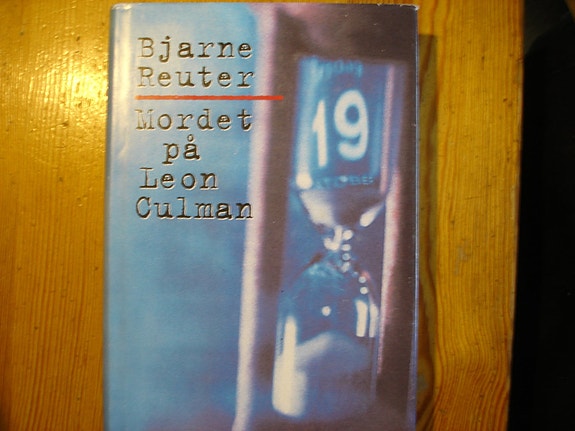 Bjarne
Reuter
Mordet
på
Leon
Culman
19